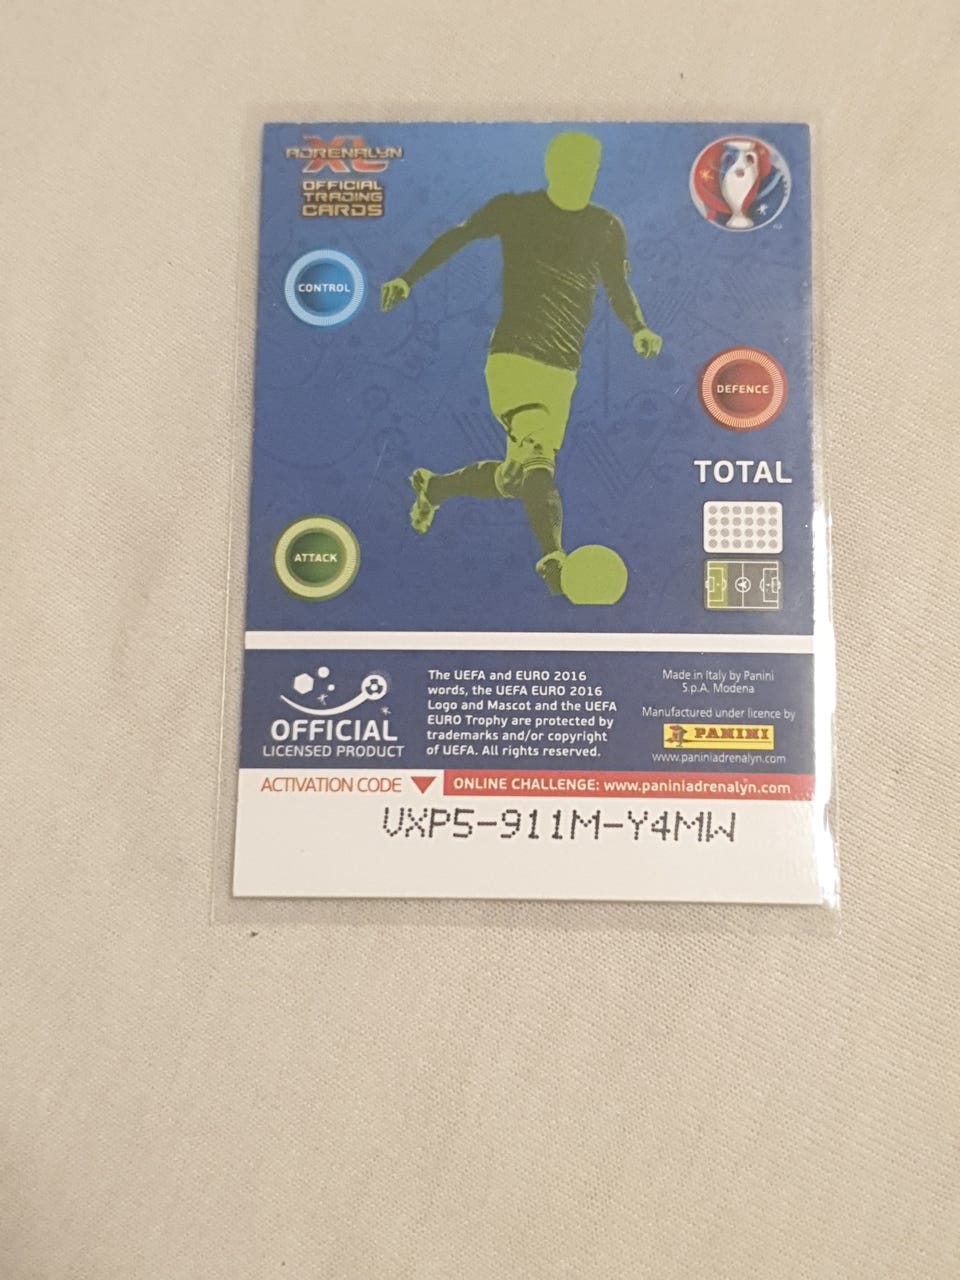 ADRENALYN
XL
OFFICIAL
TRADING
CARDS
CONTROL
DEFENCE
TOTAL
ATTACK
OFFICIAL
LICENSED PRODUCT
The UEFA and EURO 2016
words, the UEFA EURO 2016
Logo and Mascot and the UEFA
EURO Trophy are protected by
trademarks and/or copyright
of UEFA. All rights reserved.
Made in Italy by Panini
S.p.A. Modena
Manufactured under licence by
PANINI
www.paniniadrenalyn.com
ACTIVATION CODE
ONLINE CHALLENGE: www.paniniadrenalyn.com
VXP5-911M-Y4MW